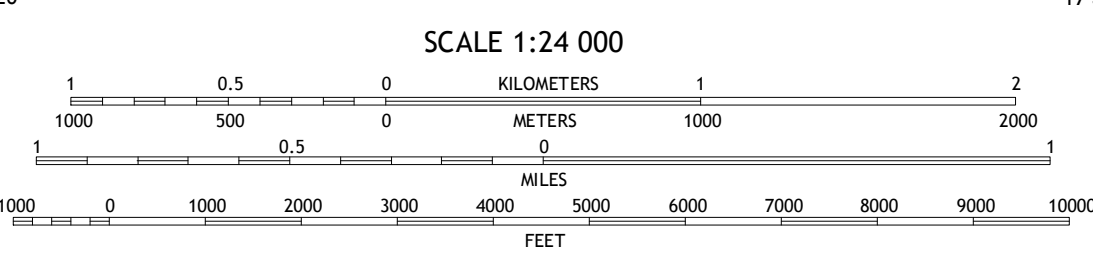 SCALE 1:24 000
1 0.5 0 KILOMETERS 1 2
1000 500 0 METERS 1000 2000
1 0.5 0 1
MILES
1000 0 1000 2000 3000 4000 5000 6000 7000 8000 9000 10000
FEET